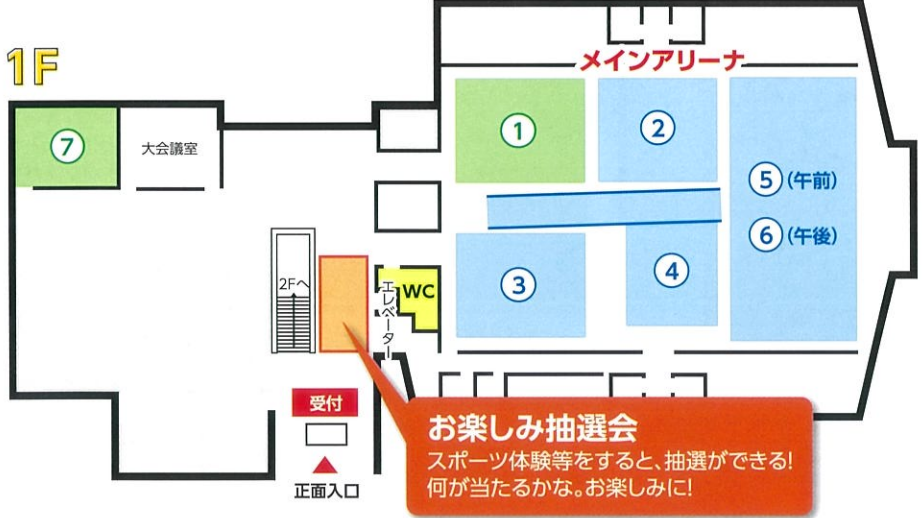 1F
メインアリーナ
⑦
大会議室
①
②
⑤(午前)
⑥(午後)
③
④
2Fへ
エレベーター
WC
受付
正面入口
お楽しみ抽選会
スポーツ体験等をすると、抽選ができる!
何が当たるかな。お楽しみに!